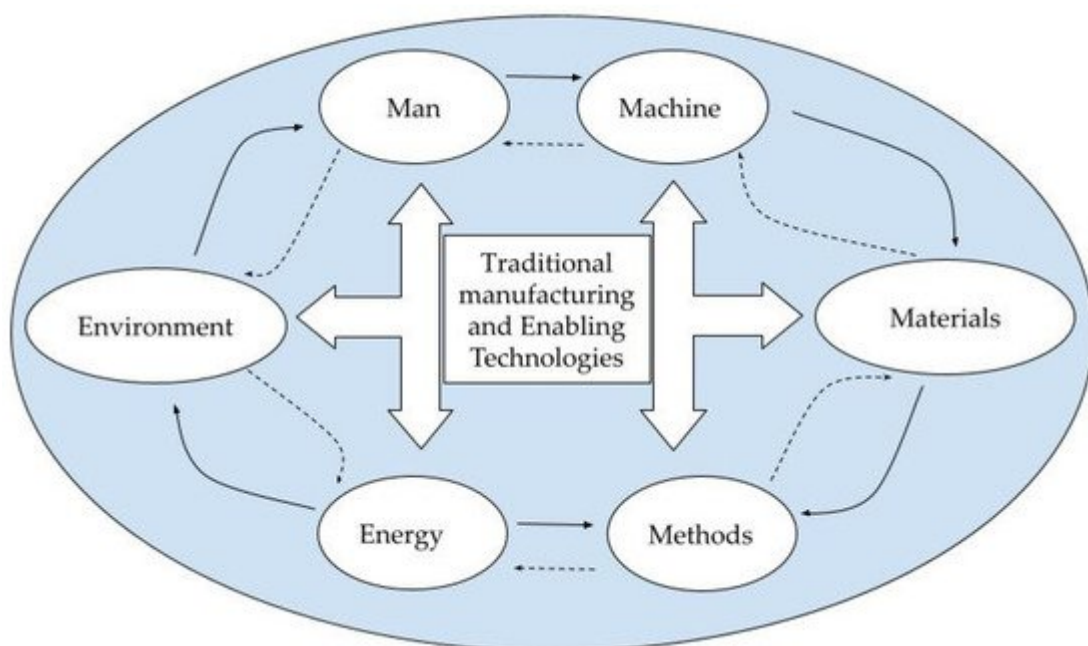 Man
Machine
Traditional
manufacturing
and Enabling
Technologies
Environment
Materials
Energy
Methods